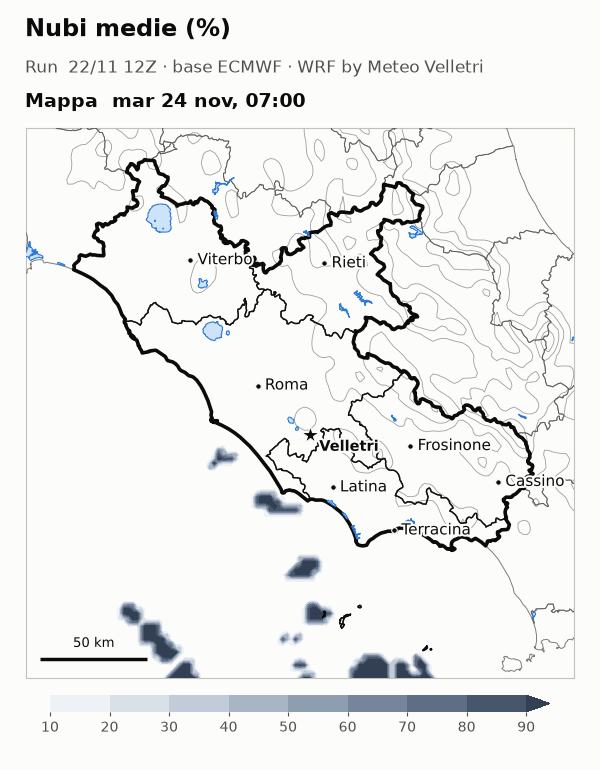 Nubi medie (%)
Run  22/11 12Z · base ECMWF · WRF by Meteo Velletri
Mappa  mar 24 nov, 07:00
Viterbo
Rieti
Roma
Velletri
Frosinone
Cassino
Latina
Terracina
50 km
10 20 30 40 50 60 70 80 90